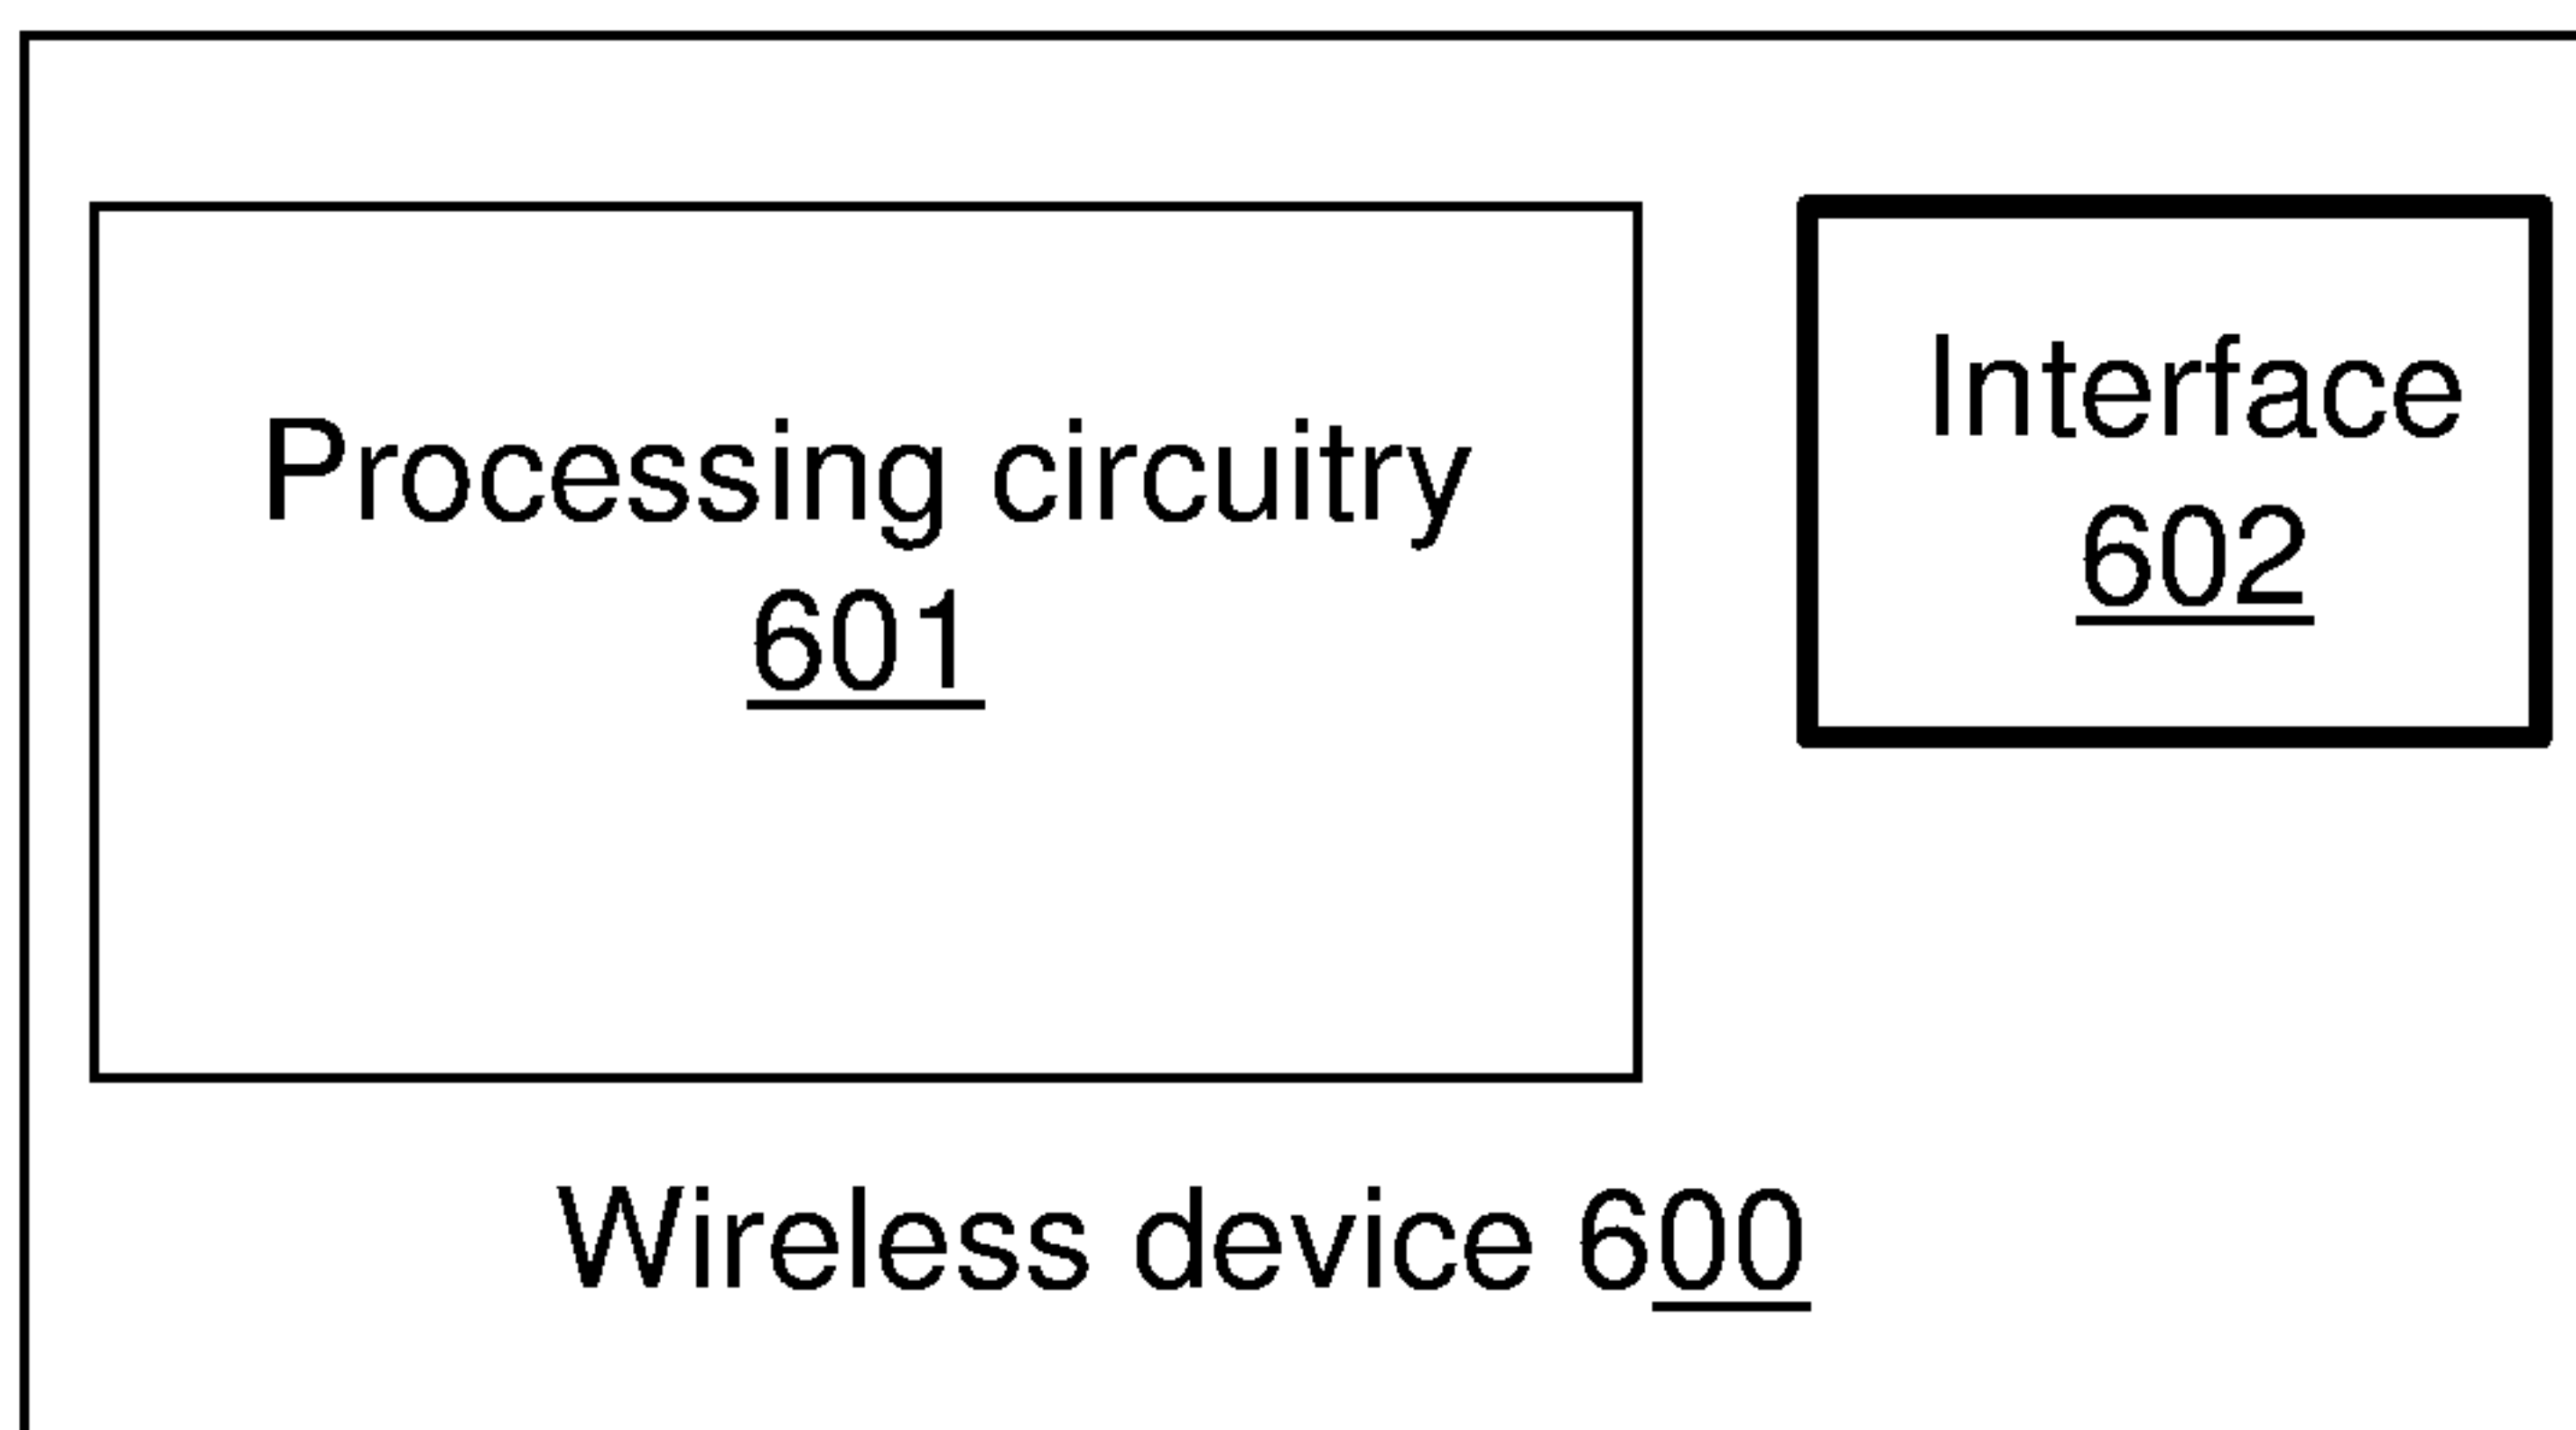 Processing circuitry
601
Interface
602
Wireless device 600